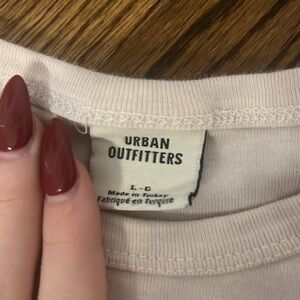 URBAN
OUTFITTERS
L - G
Made in Turkey
Fabriqué en Turquie